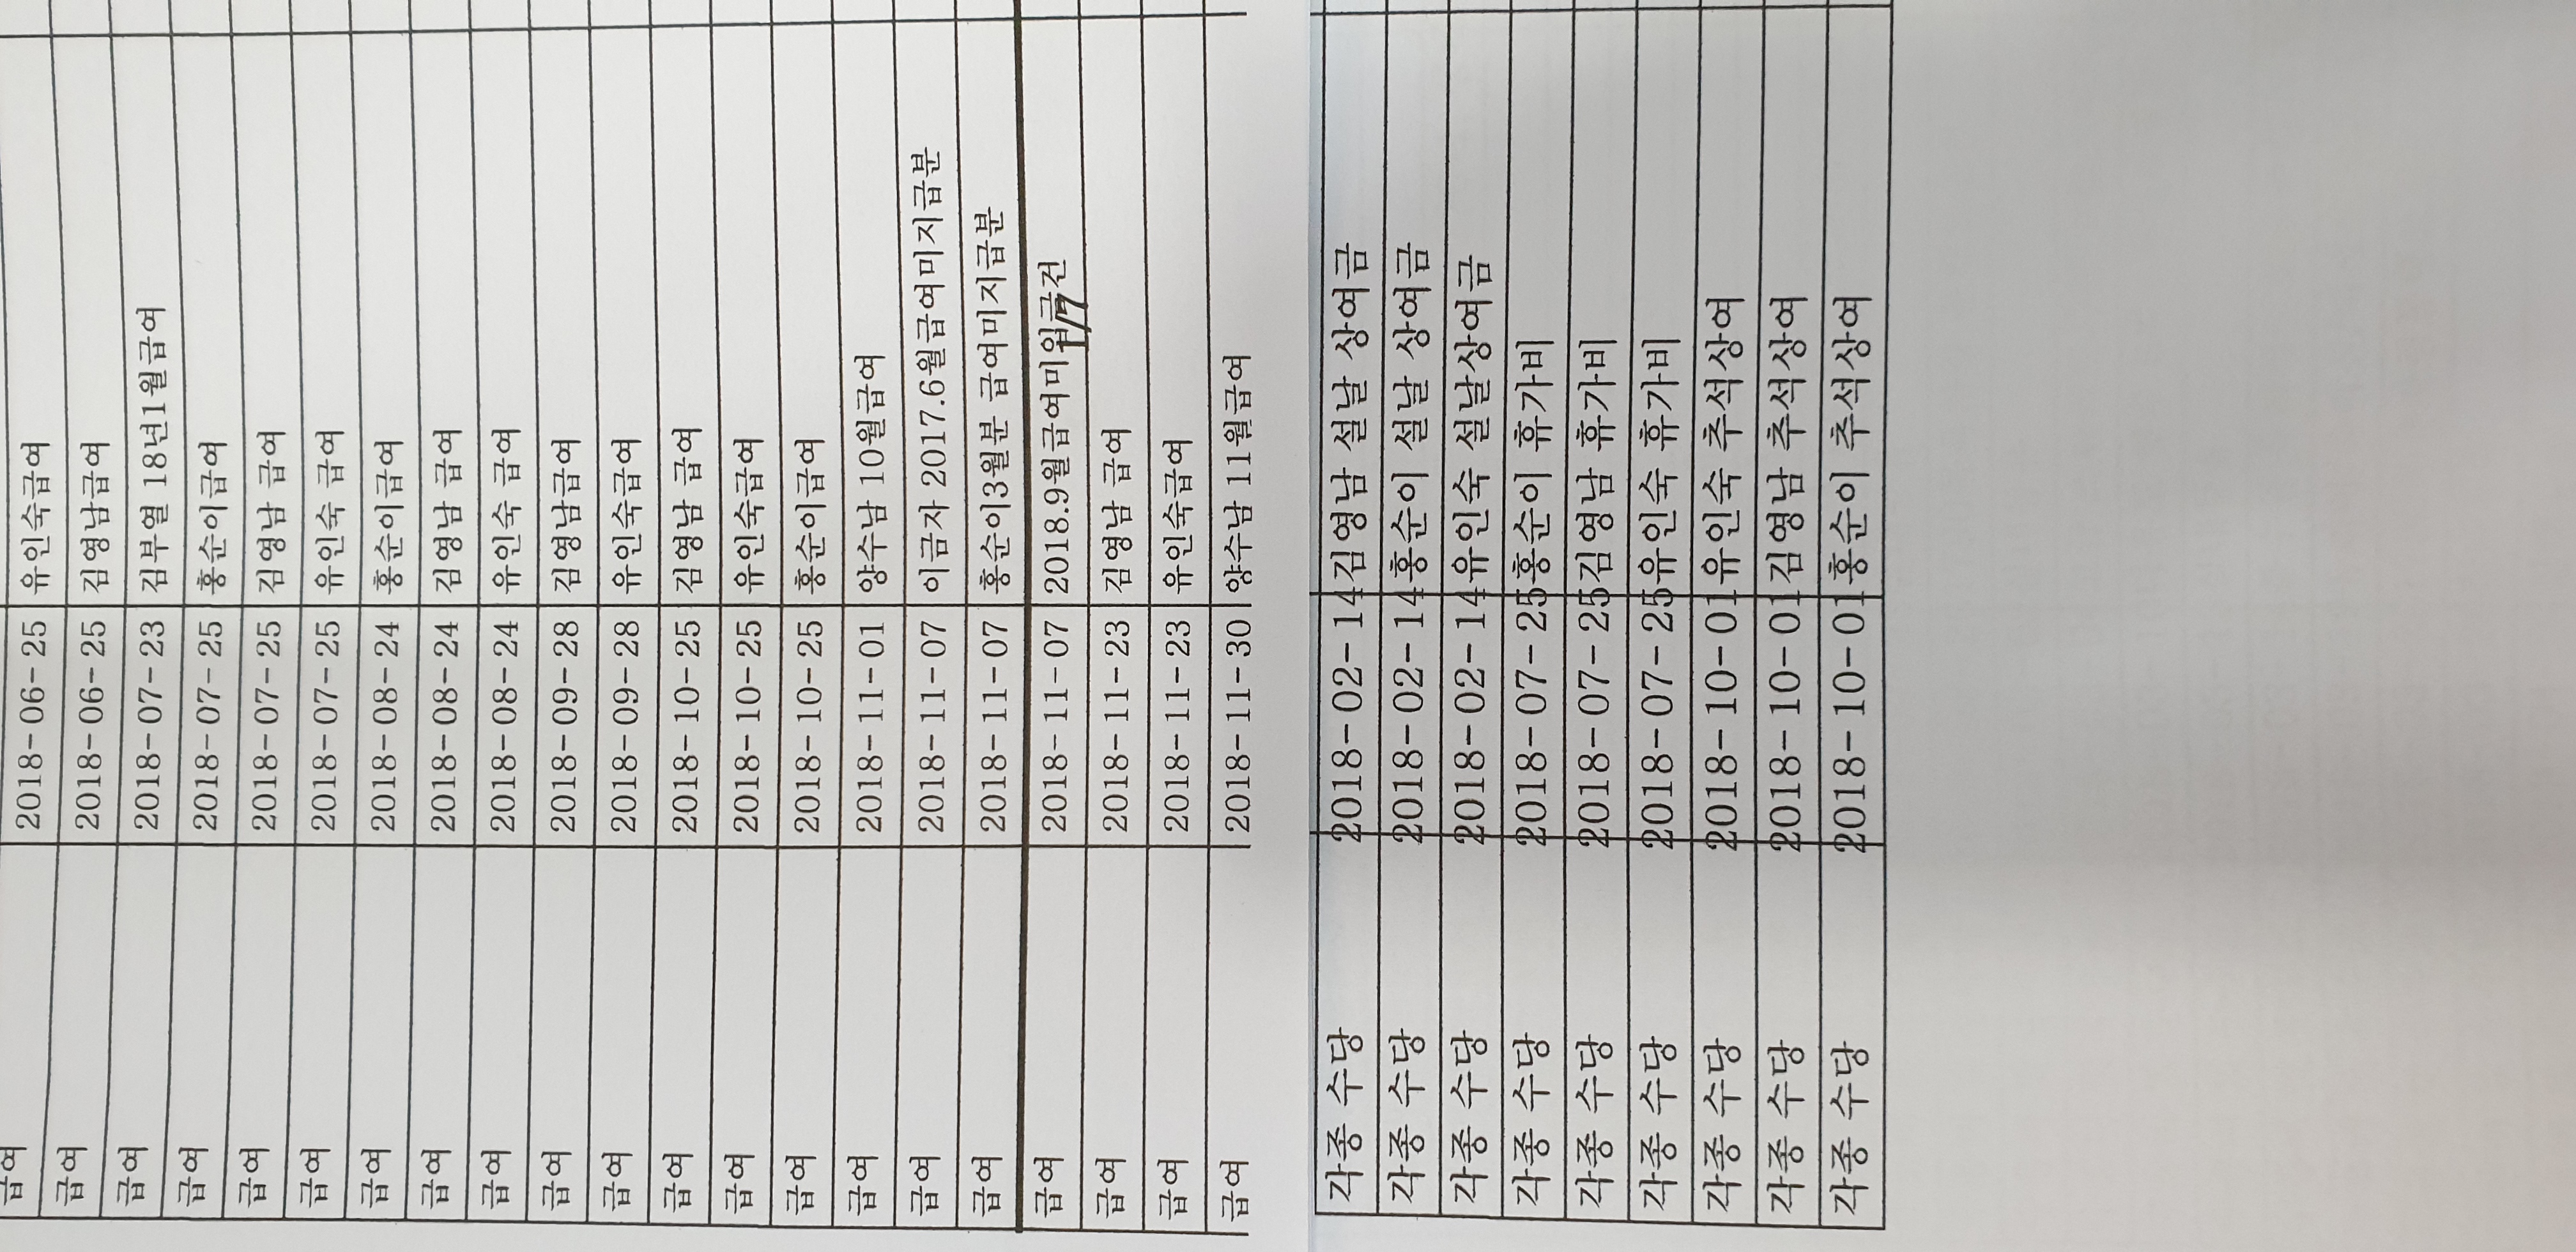 급여 2018-06-25 유인숙급여
급여 2018-06-25 김영남급여
급여 2018-07-23 김부열 18년1월급여
급여 2018-07-25 홍순이급여
급여 2018-07-25 김영남 급여
급여 2018-07-25 유인숙 급여
급여 2018-08-24 홍순이급여
급여 2018-08-24 김영남 급여
급여 2018-08-24 유인숙 급여
급여 2018-09-28 김영남급여
급여 2018-09-28 유인숙급여
급여 2018-10-25 김영남 급여
급여 2018-10-25 유인숙급여
급여 2018-10-25 홍순이급여
급여 2018-11-01 양수남 10월급여
급여 2018-11-07 이금자 2017.6월급여미지급분
급여 2018-11-07 홍순이3월분 급여미지급분
급여 2018-11-07 2018.9월급여미입금건
1/7
급여 2018-11-23 김영남 급여
급여 2018-11-23 유인숙급여
급여 2018-11-30 양수남 11월급여
각종 수당 2018-02-14 김영남 설날 상여금
각종 수당 2018-02-14 홍순이 설날 상여금
각종 수당 2018-02-14 유인숙 설날상여금
각종 수당 2018-07-25 홍순이 휴가비
각종 수당 2018-07-25 김영남 휴가비
각종 수당 2018-07-25 유인숙 휴가비
각종 수당 2018-10-01 유인숙 추석상여
각종 수당 2018-10-01 김영남 추석상여
각종 수당 2018-10-01 홍순이 추석상여